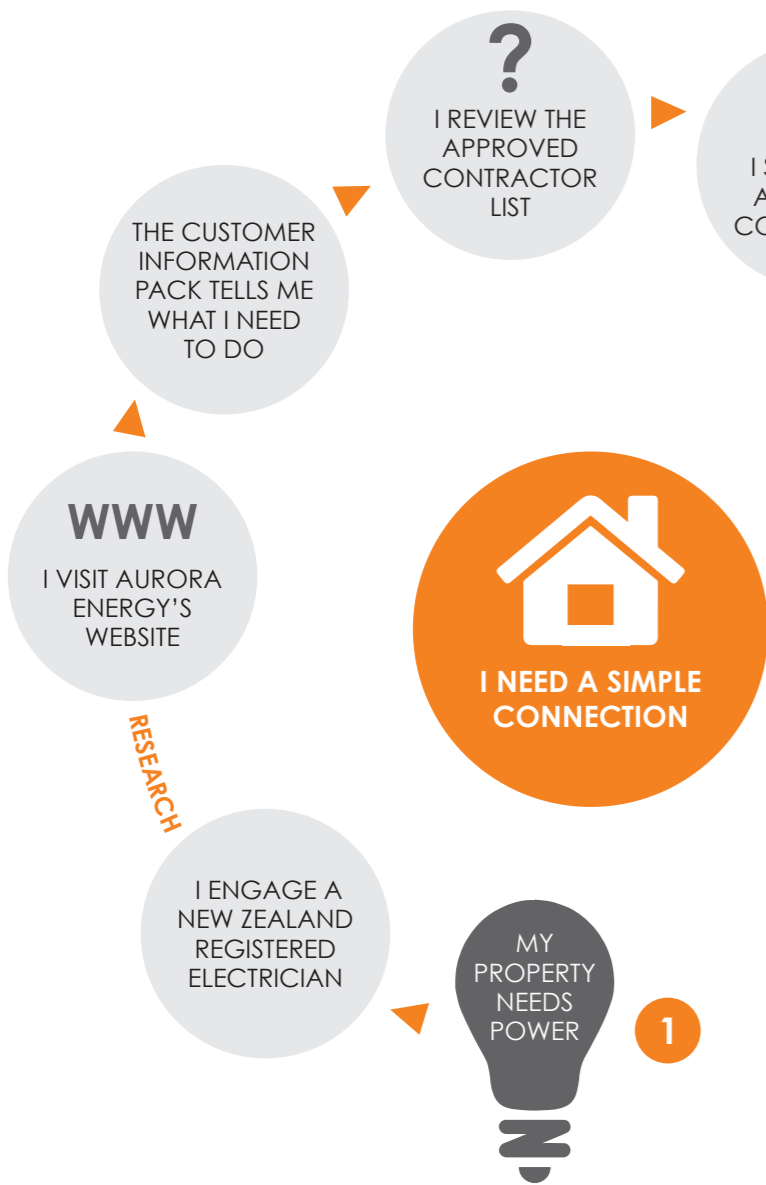 ?
I REVIEW THE
APPROVED
CONTRACTOR
LIST
THE CUSTOMER
INFORMATION
PACK TELLS ME
WHAT I NEED
TO DO
WWW
I VISIT AURORA
ENERGY’S
WEBSITE
I NEED A SIMPLE
CONNECTION
RESEARCH
I ENGAGE A
NEW ZEALAND
REGISTERED
ELECTRICIAN
MY
PROPERTY
NEEDS
POWER
1
I